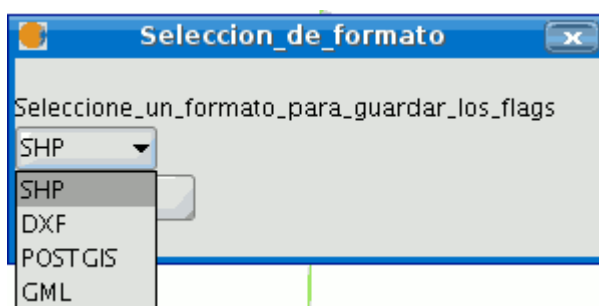 Seleccion_de_formato
Seleccione_un_formato_para_guardar_los_flags
SHP
SHP
DXF
POSTGIS
GML